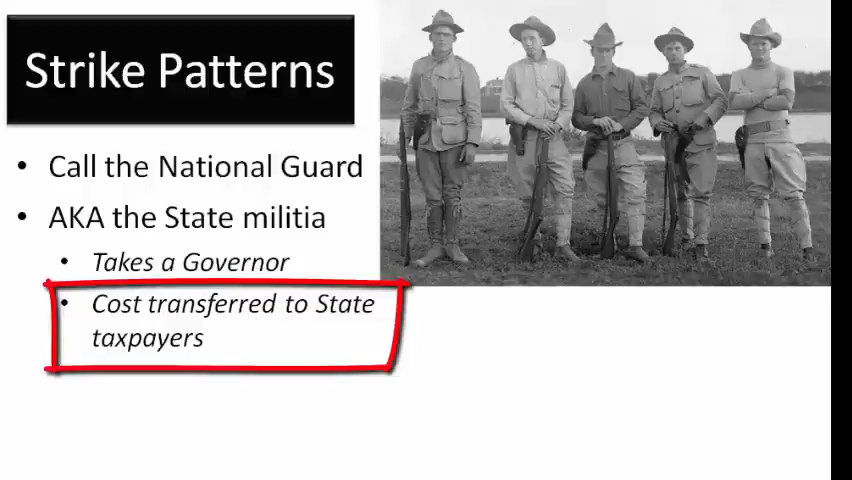 Strike Patterns
• Call the National Guard
• AKA the State militia
• Takes a Governor
• Cost transferred to State
taxpayers